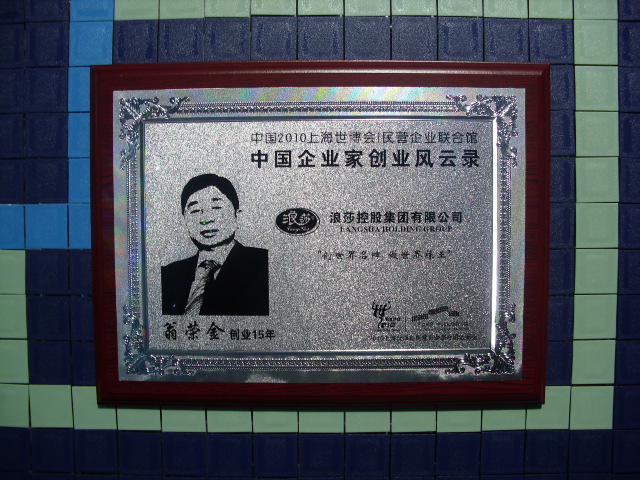 中国2010上海世博会|民营企业联合馆
中国企业家创业风云录
浪莎
浪莎控股集团有限公司
LANGSHA HOLDING GROUP
"创世界名牌 做世界袜王"
翁荣金 创业15年